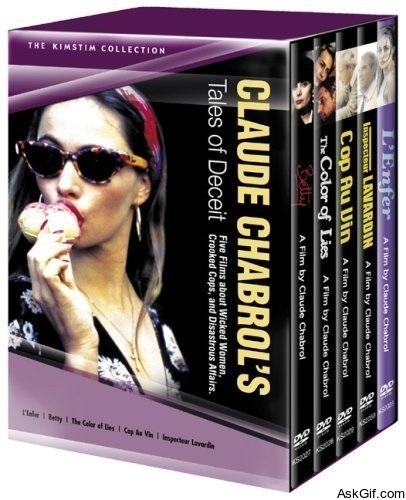 THE KIMSTIM COLLECTION
CLAUDE CHABROL'S
Tales of Deceit
Five Films about Wicked Women,
Crooked Cops, and Disastrous Affairs.
L'Enfer | Betty | The Color of Lies | Cop Au Vin | Inspecteur Lavardin
Betty
A Film by Claude Chabrol
DVD
KS2027
The Color of Lies
A Film by Claude Chabrol
DVD
KS2028
Cop Au Vin
A Film by Claude Chabrol
DVD
KS2029
Inspecteur LAVARDIN
A Film by Claude Chabrol
DVD
L'Enfer
A Film by Claude Chabrol
DVD
AskGif.com